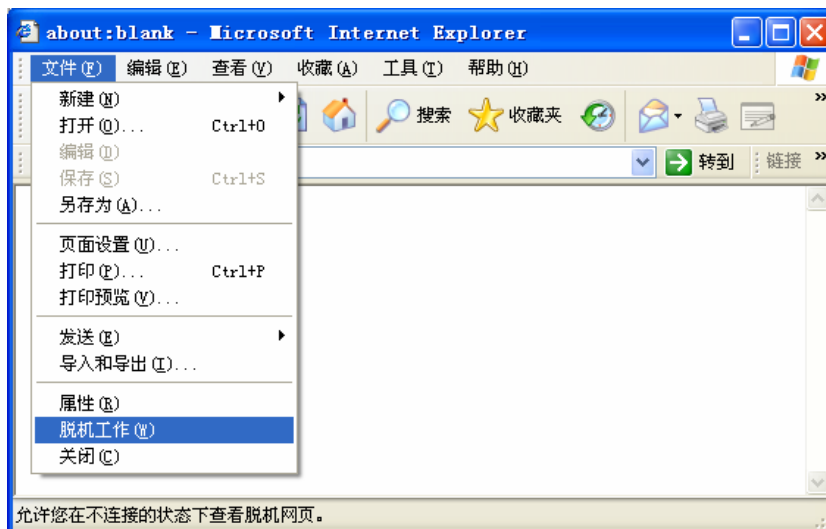 about:blank - Microsoft Internet Explorer
文件(F) 编辑(E) 查看(V) 收藏(A) 工具(T) 帮助(H)
新建(N)
打开(O)... Ctrl+O
编辑(D)
保存(S) Ctrl+S
另存为(A)...
页面设置(U)...
打印(P)... Ctrl+P
打印预览(V)...
发送(E)
导入和导出(I)...
属性(R)
脱机工作(W)
关闭(C)
搜索 收藏夹 »
转到 链接 »
允许您在不连接的状态下查看脱机网页。